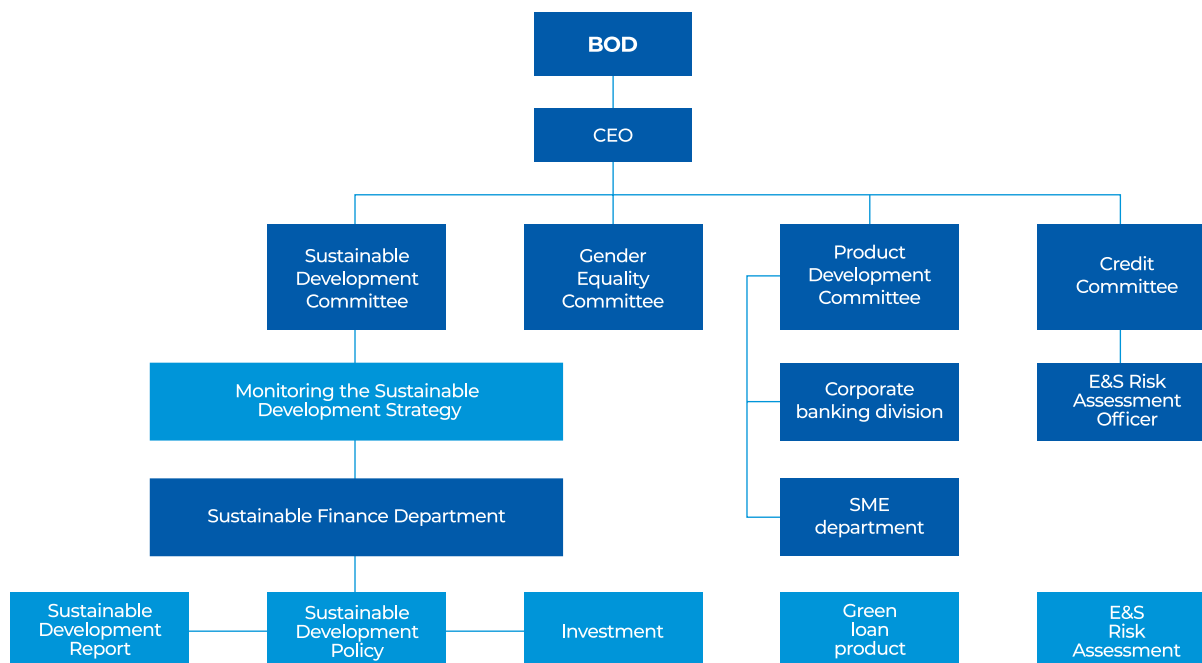 BOD
CEO
Sustainable
Development
Committee
Gender
Equality
Committee
Product
Development
Committee
Credit
Committee
Monitoring the Sustainable
Development Strategy
Corporate
banking division
E&S Risk
Assessment
Officer
Sustainable Finance Department
SME
department
Sustainable
Development
Report
Sustainable
Development
Policy
Investment
Green
loan
product
E&S
Risk
Assessment